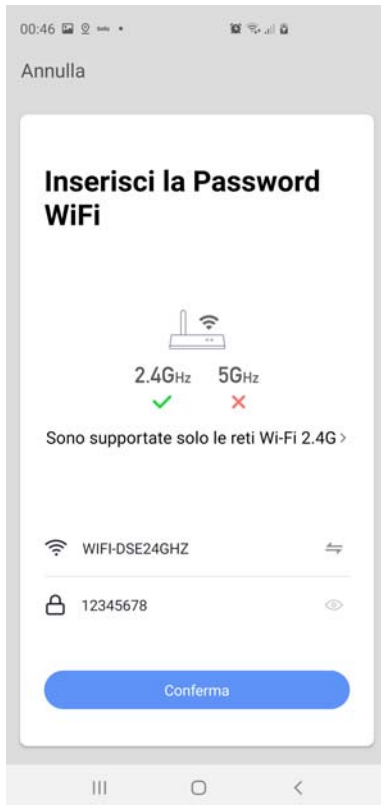 00:46
Annulla
Inserisci la Password
WiFi
2.4GHz 5GHz
Sono supportate solo le reti Wi-Fi 2.4G >
WIFI-DSE24GHZ
12345678
Conferma